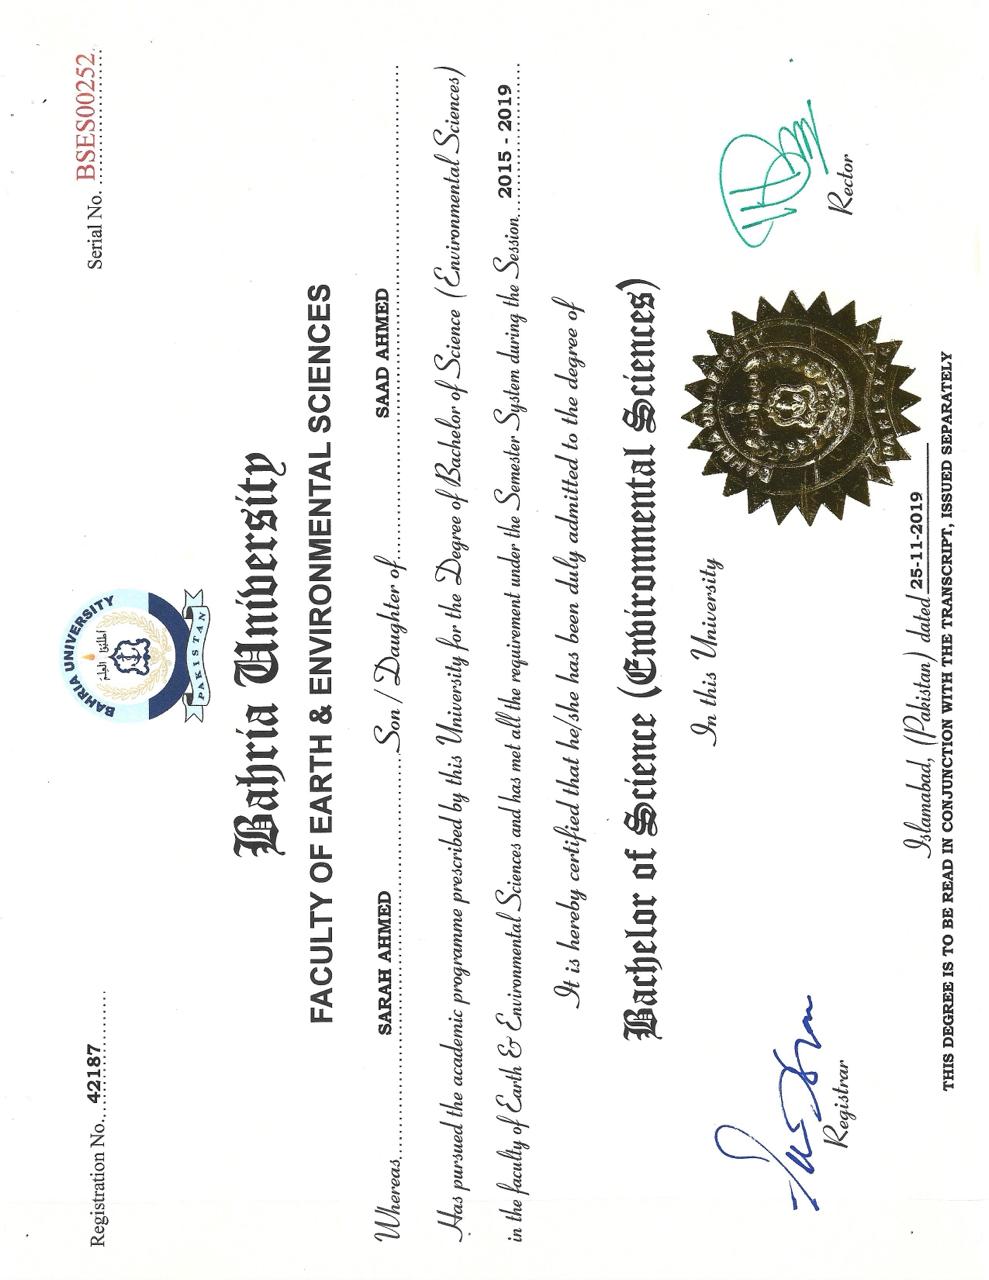 Registration No. 42187
Serial No. BSES00252
BAHRIA UNIVERSITY
اطلبوا العلم
PAKISTAN
Bahria University
FACULTY OF EARTH & ENVIRONMENTAL SCIENCES
Whereas SARAH AHMED Son / Daughter of SAAD AHMED
Has pursued the academic programme prescribed by this University for the Degree of Bachelor of Science (Environmental Sciences)
in the faculty of Earth & Environmental Sciences and has met all the requirement under the Semester System during the Session 2015 - 2019
It is hereby certified that he/she has been duly admitted to the degree of
Bachelor of Science (Environmental Sciences)
In this University
BAHRIA UNIVERSITY
PAKISTAN
Registrar
Rector
Islamabad, (Pakistan) dated 25-11-2019
THIS DEGREE IS TO BE READ IN CONJUNCTION WITH THE TRANSCRIPT, ISSUED SEPARATELY